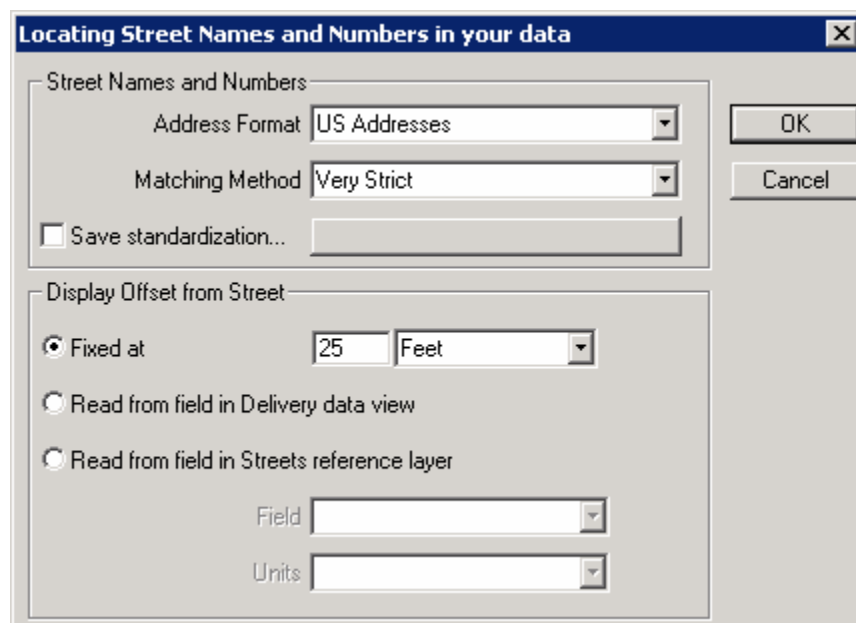 Locating Street Names and Numbers in your data
Street Names and Numbers
Address Format US Addresses
OK
Matching Method Very Strict
Cancel
Save standardization...
Display Offset from Street
Fixed at 25 Feet
Read from field in Delivery data view
Read from field in Streets reference layer
Field
Units